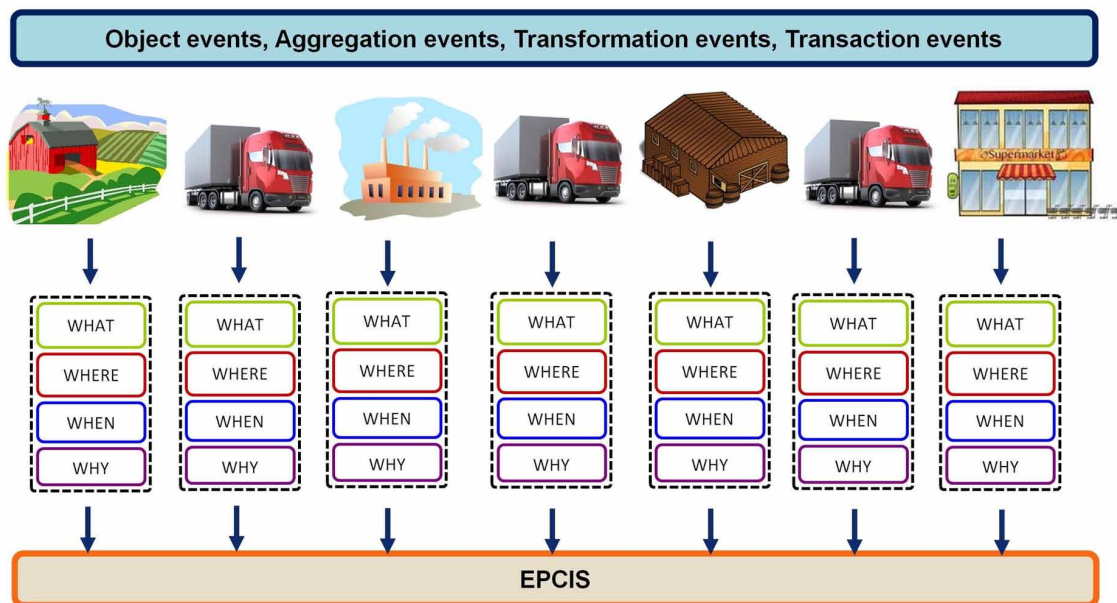 Object events, Aggregation events, Transformation events, Transaction events
Supermarket
WHAT
WHERE
WHEN
WHY
WHAT
WHERE
WHEN
WHY
WHAT
WHERE
WHEN
WHY
WHAT
WHERE
WHEN
WHY
WHAT
WHERE
WHEN
WHY
WHAT
WHERE
WHEN
WHY
WHAT
WHERE
WHEN
WHY
EPCIS